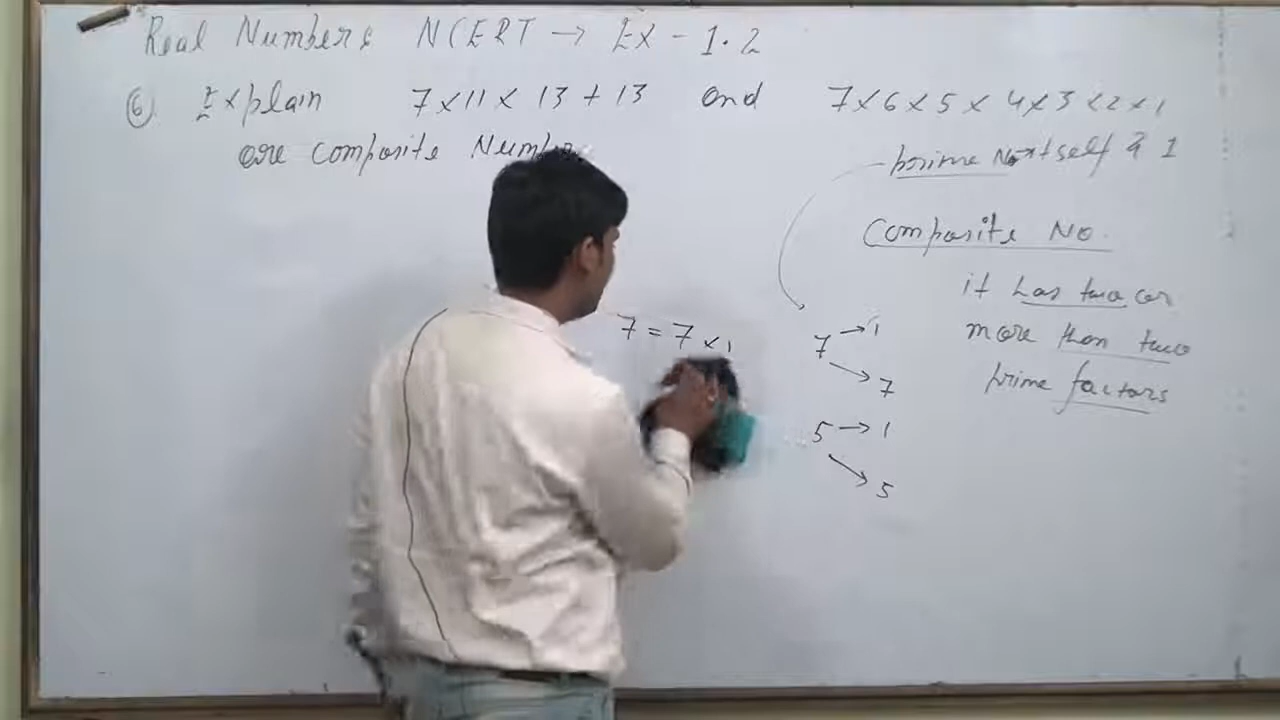 Real Numbers NCERT → EX - 1.2
⑥ Explain 7 × 11 × 13 + 13 and 7 × 6 × 5 × 4 × 3 × 2 × 1
are composite Number
prime No → itself & 1
Composite No.
it has two or
more than two
prime factors
7 = 7 × 1
7 → 1
→ 7
5 → 1
→ 5